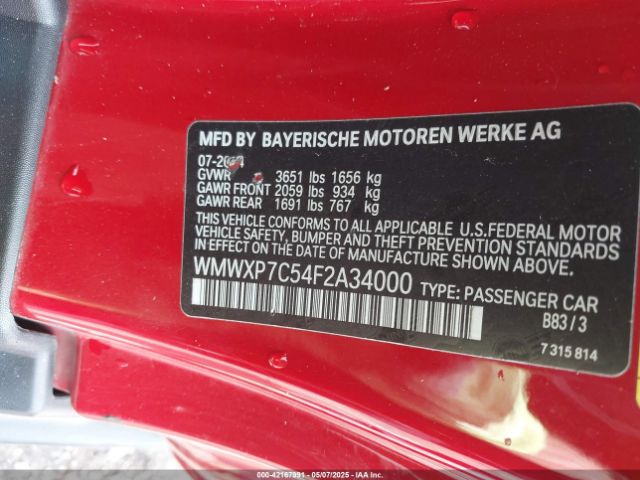 MFD BY BAYERISCHE MOTOREN WERKE AG
GVWR 3651 lbs 1656 kg
GAWR FRONT 2059 lbs 934 kg
GAWR REAR 1691 lbs 767 kg
THIS VEHICLE CONFORMS TO ALL APPLICABLE U.S.FEDERAL MOTOR
VEHICLE SAFETY, BUMPER AND THEFT PREVENTION STANDARDS
IN EFFECT ON THE DATE OF MANUFACTURE SHOWN ABOVE.
WMWXP7C54F2A34000 TYPE: PASSENGER CAR
B83 / 3
7 315 814
000-42167991 05/07/2025 IAA HOLDINGS, LLC